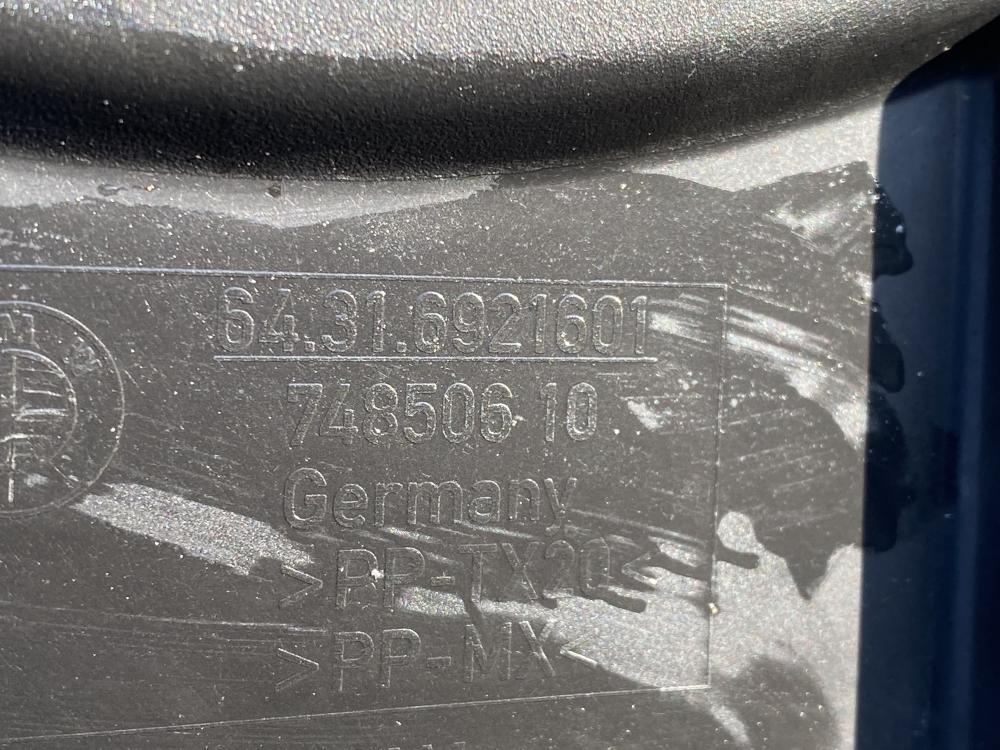 64.31.6921601
748506 10
Germany
>PP-TX20<
>PP-MX<